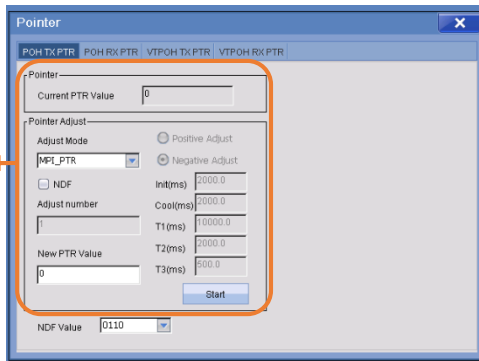 Pointer
POH TX PTR POH RX PTR VTPOH TX PTR VTPOH RX PTR
Pointer
Current PTR Value 0
Pointer Adjust
Adjust Mode
MPI_PTR
NDF
Adjust number
1
New PTR Value
0
Positive Adjust
Negative Adjust
Init(ms) 2000.0
Cool(ms) 2000.0
T1(ms) 10000.0
T2(ms) 2000.0
T3(ms) 500.0
Start
NDF Value 0110